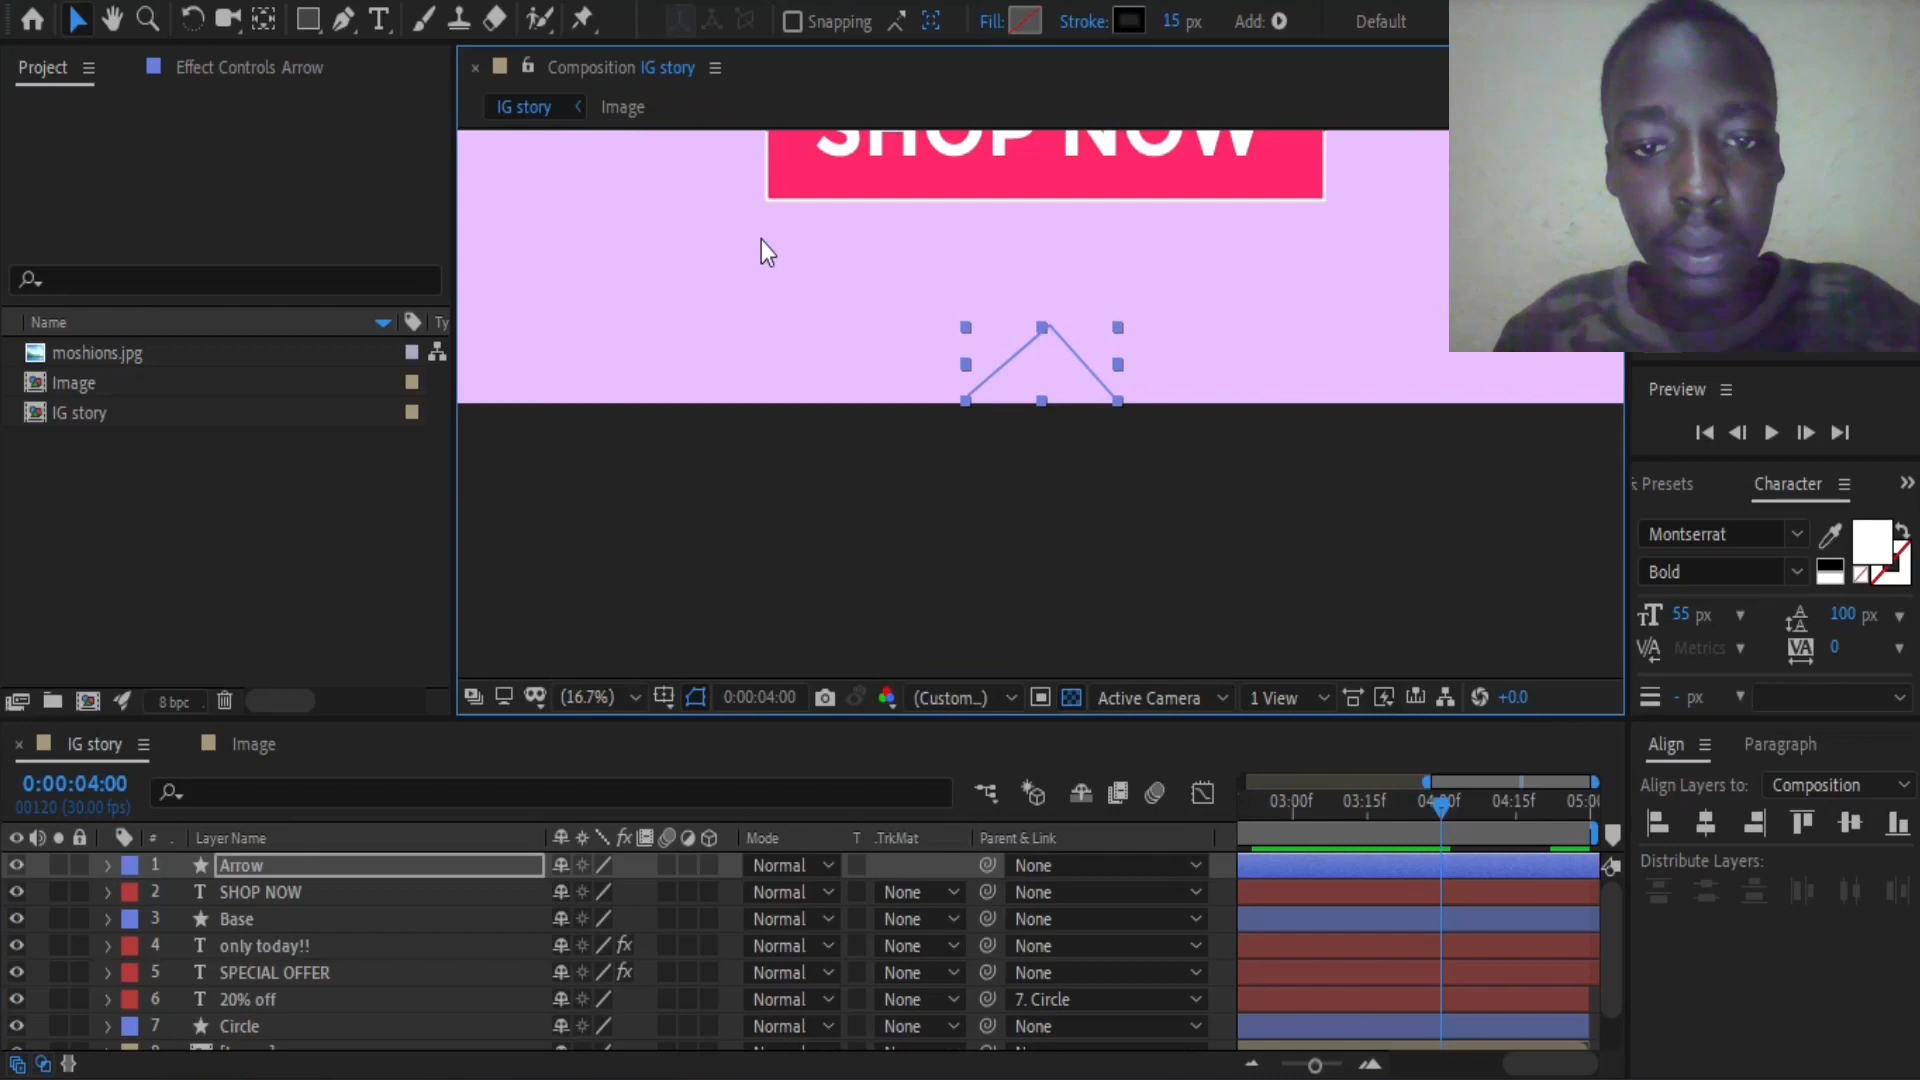 Snapping
Fill:
Stroke:
15 px
Add:
Default
Project
Effect Controls Arrow
Composition IG story
IG story
Image
SHOP NOW
Name
Ty
moshions.jpg
Image
IG story
8 bpc
(16.7%)
0:00:04:00
(Custom_)
Active Camera
1 View
+0.0
Preview
Presets
Character
Montserrat
Bold
55 px
100 px
Metrics
0
- px
IG story
Image
0:00:04:00
00120 (30.00 fps)
03:00f
03:15f
04:00f
04:15f
05:00
# .
Layer Name
Mode
T .TrkMat
Parent & Link
1 Arrow Normal None
2 T SHOP NOW Normal None None
3 Base Normal None None
4 T only today!! Normal None None
5 T SPECIAL OFFER Normal None None
6 T 20% off Normal None 7. Circle
7 Circle Normal None None
Align
Paragraph
Align Layers to: Composition
Distribute Layers: